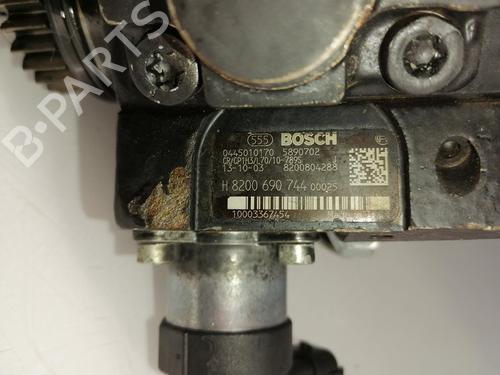 555 BOSCH
0445010170 5890702
CR/CP1H3/L70/10-789S
13-10-03 8200804288
H 8200 690 744 00025
10003367454
B-PARTS